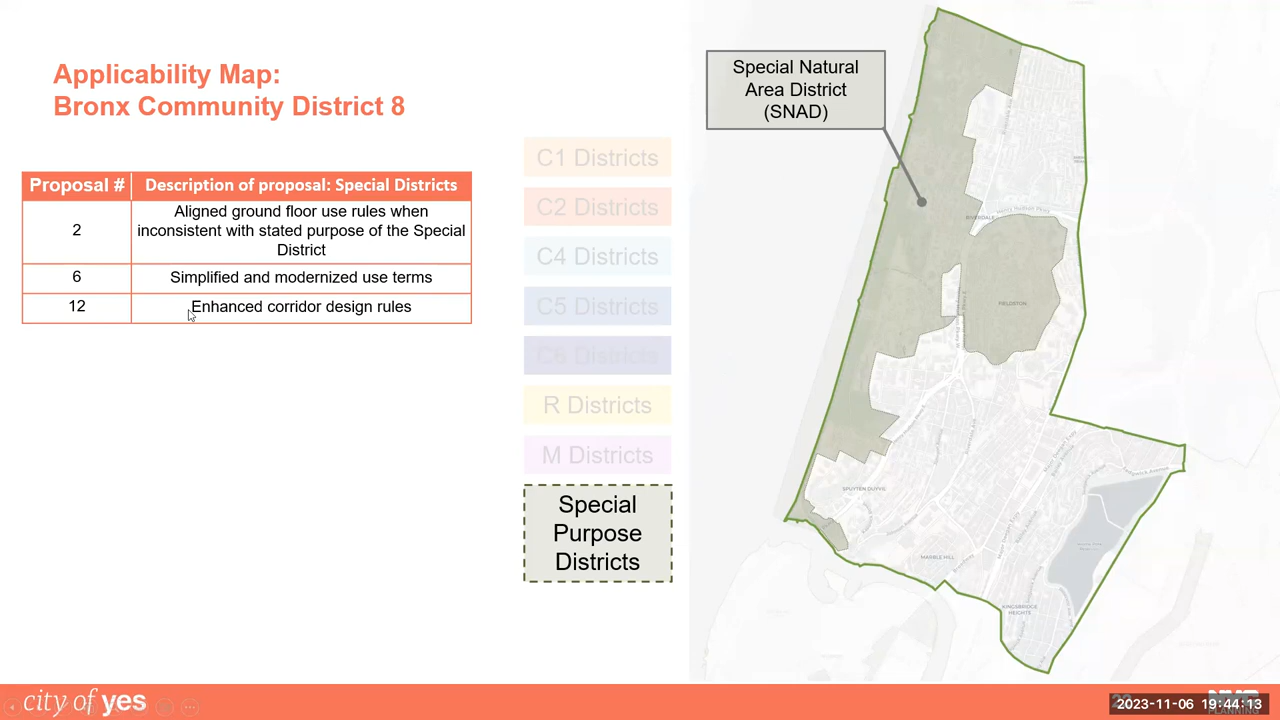 Applicability Map:
Bronx Community District 8
Proposal #
Description of proposal: Special Districts
2
Aligned ground floor use rules when
inconsistent with stated purpose of the Special
District
6
Simplified and modernized use terms
12
Enhanced corridor design rules
C1 Districts
C2 Districts
C4 Districts
C5 Districts
C6 Districts
R Districts
M Districts
Special
Purpose
Districts
Special Natural
Area District
(SNAD)
RIVERDALE
FIELDSTON
SPUYTEN DUYVIL
MARBLE HILL
KINGSBRIDGE
HEIGHTS
city of yes
2023-11-06 19:44:13